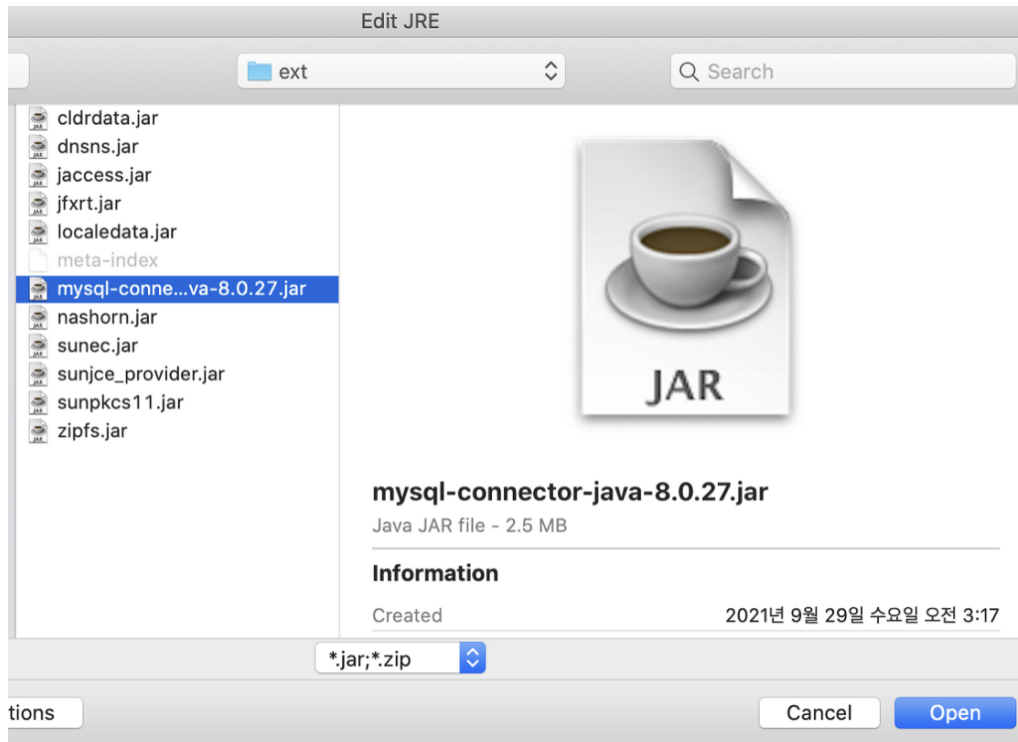 Edit JRE
ext
Search
cldrdata.jar
dnsns.jar
jaccess.jar
jfxrt.jar
localedata.jar
meta-index
mysql-conne...va-8.0.27.jar
nashorn.jar
sunec.jar
sunjce_provider.jar
sunpkcs11.jar
zipfs.jar
JAR
mysql-connector-java-8.0.27.jar
Java JAR file - 2.5 MB
Information
Created 2021년 9월 29일 수요일 오전 3:17
*.jar;*.zip
tions
Cancel
Open